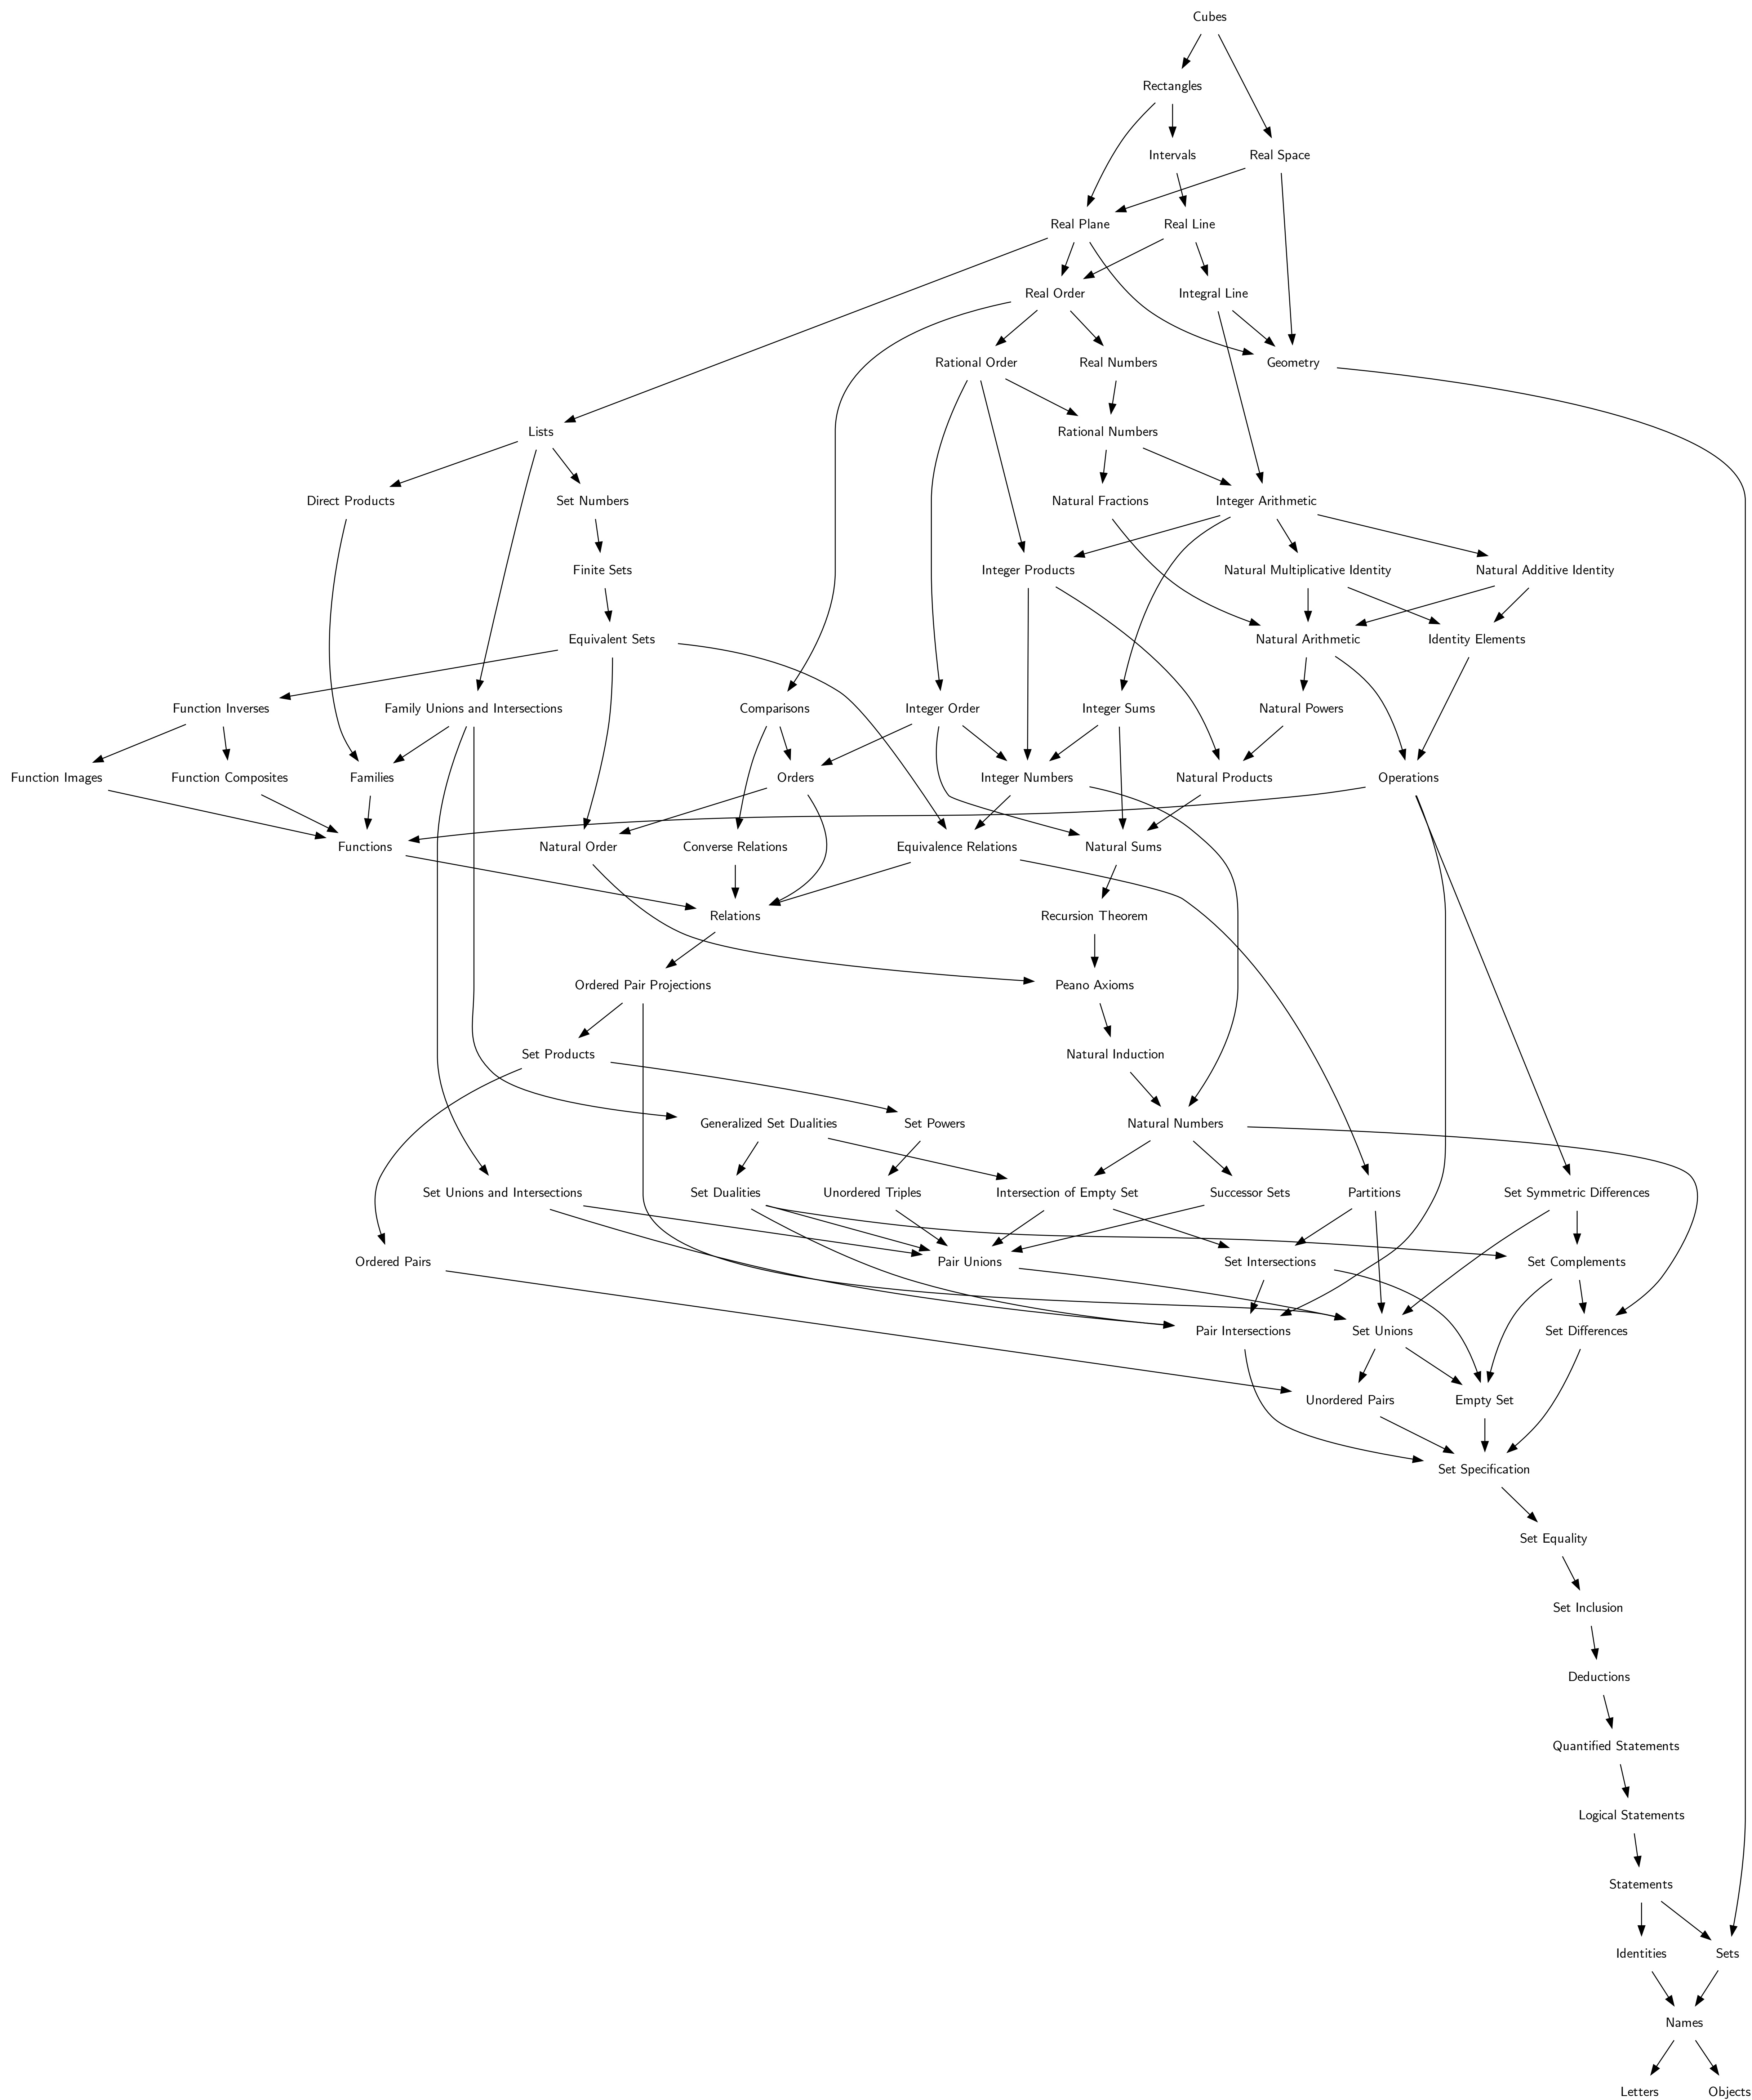 Cubes
Rectangles
Intervals
Real Space
Real Plane
Real Line
Real Order
Integral Line
Rational Order
Real Numbers
Geometry
Lists
Rational Numbers
Direct Products
Set Numbers
Natural Fractions
Integer Arithmetic
Finite Sets
Integer Products
Natural Multiplicative Identity
Natural Additive Identity
Equivalent Sets
Natural Arithmetic
Identity Elements
Function Inverses
Family Unions and Intersections
Comparisons
Integer Order
Integer Sums
Natural Powers
Function Images
Function Composites
Families
Orders
Integer Numbers
Natural Products
Operations
Functions
Natural Order
Converse Relations
Equivalence Relations
Natural Sums
Relations
Recursion Theorem
Ordered Pair Projections
Peano Axioms
Set Products
Natural Induction
Generalized Set Dualities
Set Powers
Natural Numbers
Set Unions and Intersections
Set Dualities
Unordered Triples
Intersection of Empty Set
Successor Sets
Partitions
Set Symmetric Differences
Ordered Pairs
Pair Unions
Set Intersections
Set Complements
Pair Intersections
Set Unions
Set Differences
Unordered Pairs
Empty Set
Set Specification
Set Equality
Set Inclusion
Deductions
Quantified Statements
Logical Statements
Statements
Identities
Sets
Names
Letters
Objects